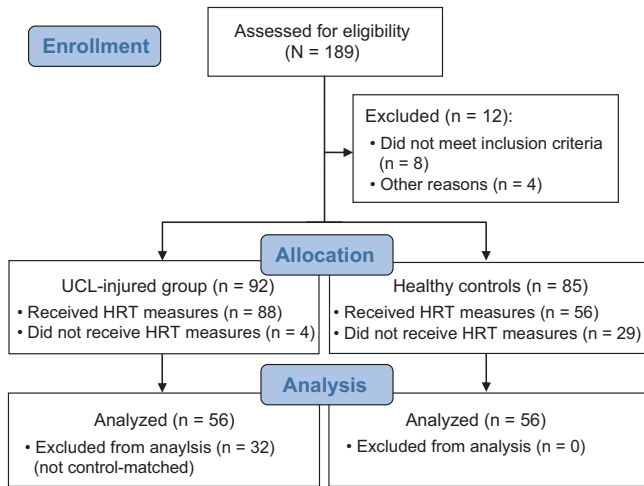 Enrollment
Assessed for eligibility
(N = 189)
Excluded (n = 12):
• Did not meet inclusion criteria
(n = 8)
• Other reasons (n = 4)
Allocation
UCL-injured group (n = 92)
• Received HRT measures (n = 88)
• Did not receive HRT measures (n = 4)
Healthy controls (n = 85)
• Received HRT measures (n = 56)
• Did not receive HRT measures (n = 29)
Analysis
Analyzed (n = 56)
• Excluded from anaylsis (n = 32)
(not control-matched)
Analyzed (n = 56)
• Excluded from analysis (n = 0)